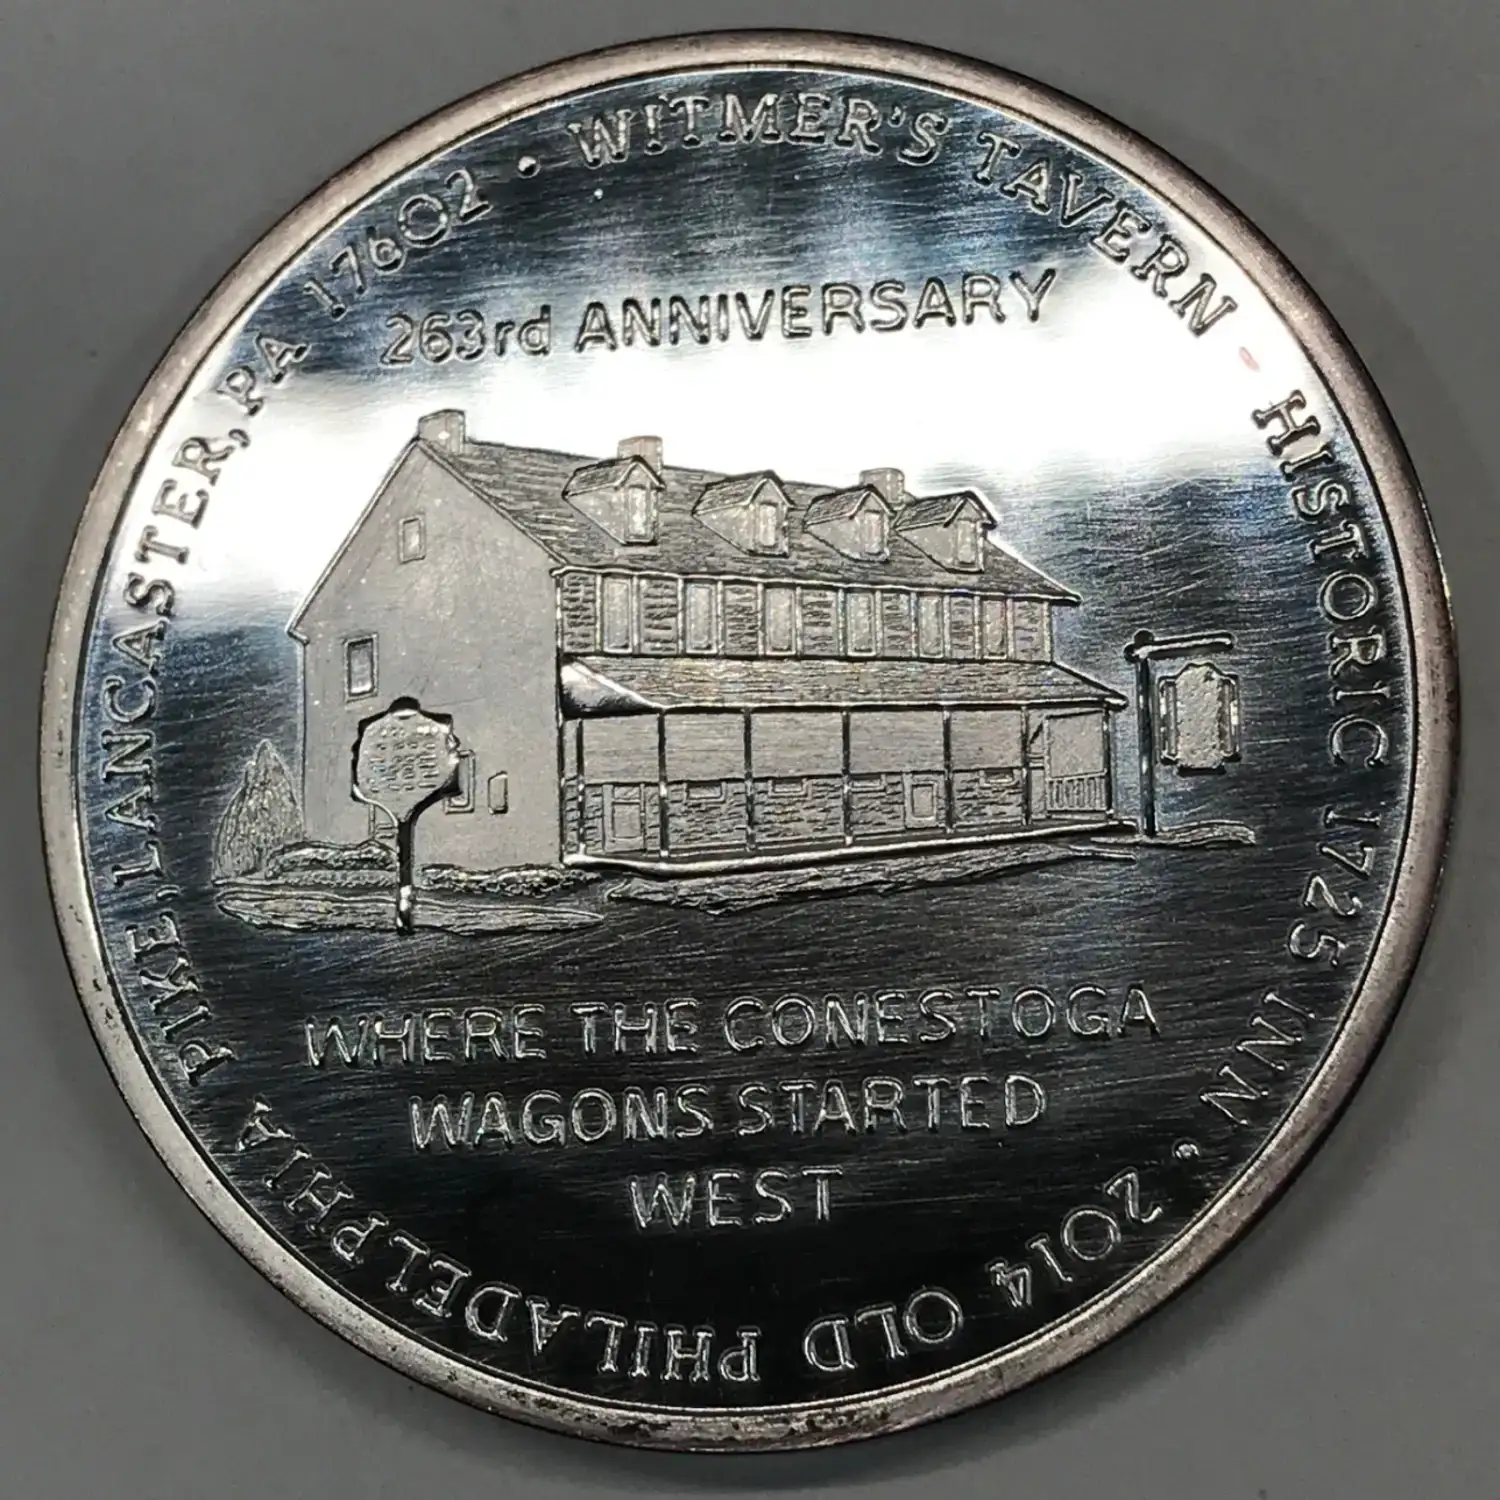 WITMER'S TAVERN - HISTORIC 1725 INN • 2014 OLD PHILADELPHIA PIKE, LANCASTER, PA 17602 •
263rd ANNIVERSARY
WHERE THE CONESTOGA
WAGONS STARTED
WEST